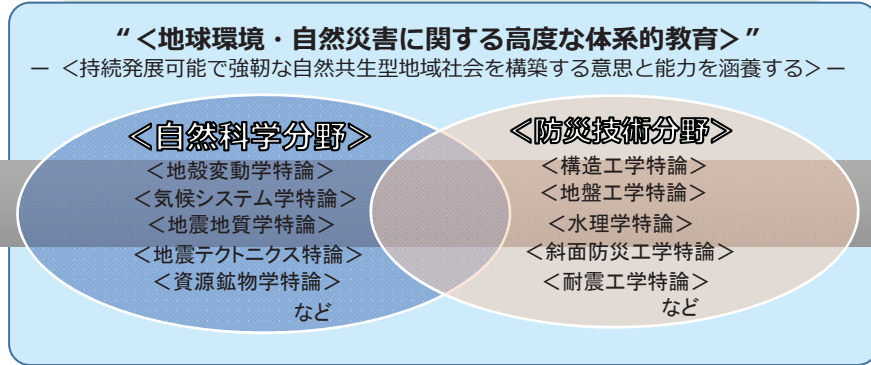 “＜地球環境・自然災害に関する高度な体系的教育＞”
― ＜持続発展可能で強靭な自然共生型地域社会を構築する意思と能力を涵養する＞―
＜自然科学分野＞
＜地殻変動学特論＞
＜気候システム学特論＞
＜地震地質学特論＞
＜地震テクトニクス特論＞
＜資源鉱物学特論＞
など
＜防災技術分野＞
＜構造工学特論＞
＜地盤工学特論＞
＜水理学特論＞
＜斜面防災工学特論＞
＜耐震工学特論＞
など